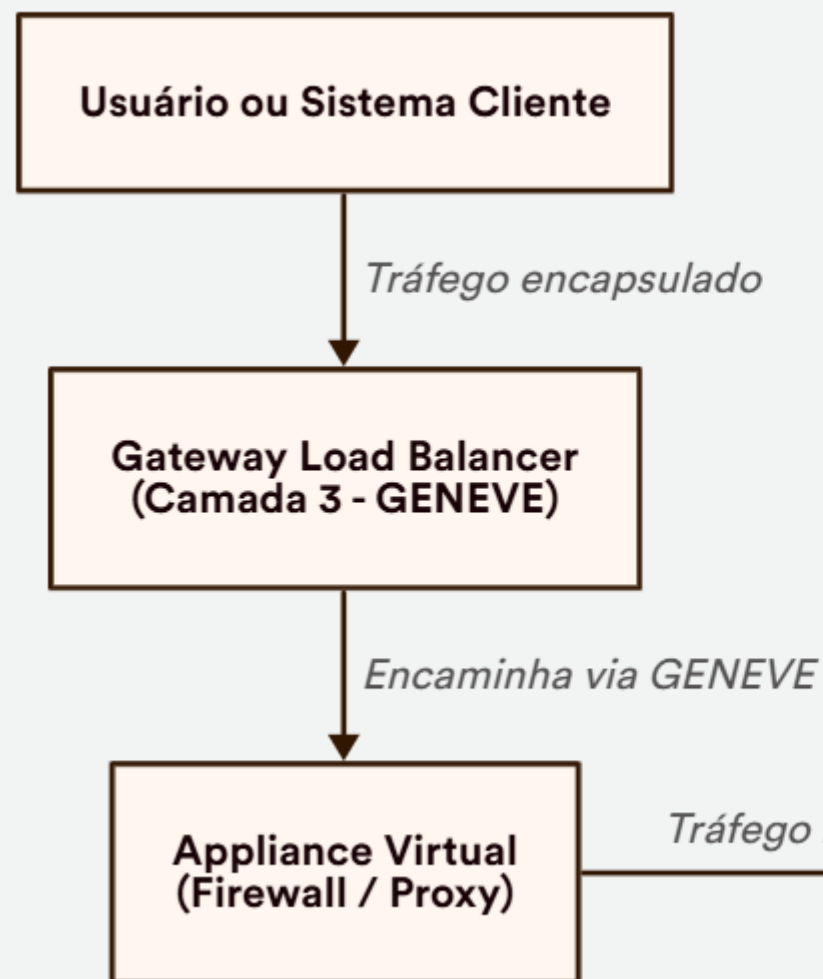 Usuário ou Sistema Cliente
Tráfego encapsulado
Gateway Load Balancer
(Camada 3 - GENEVE)
Encaminha via GENEVE
Tráfego
Appliance Virtual
(Firewall / Proxy)